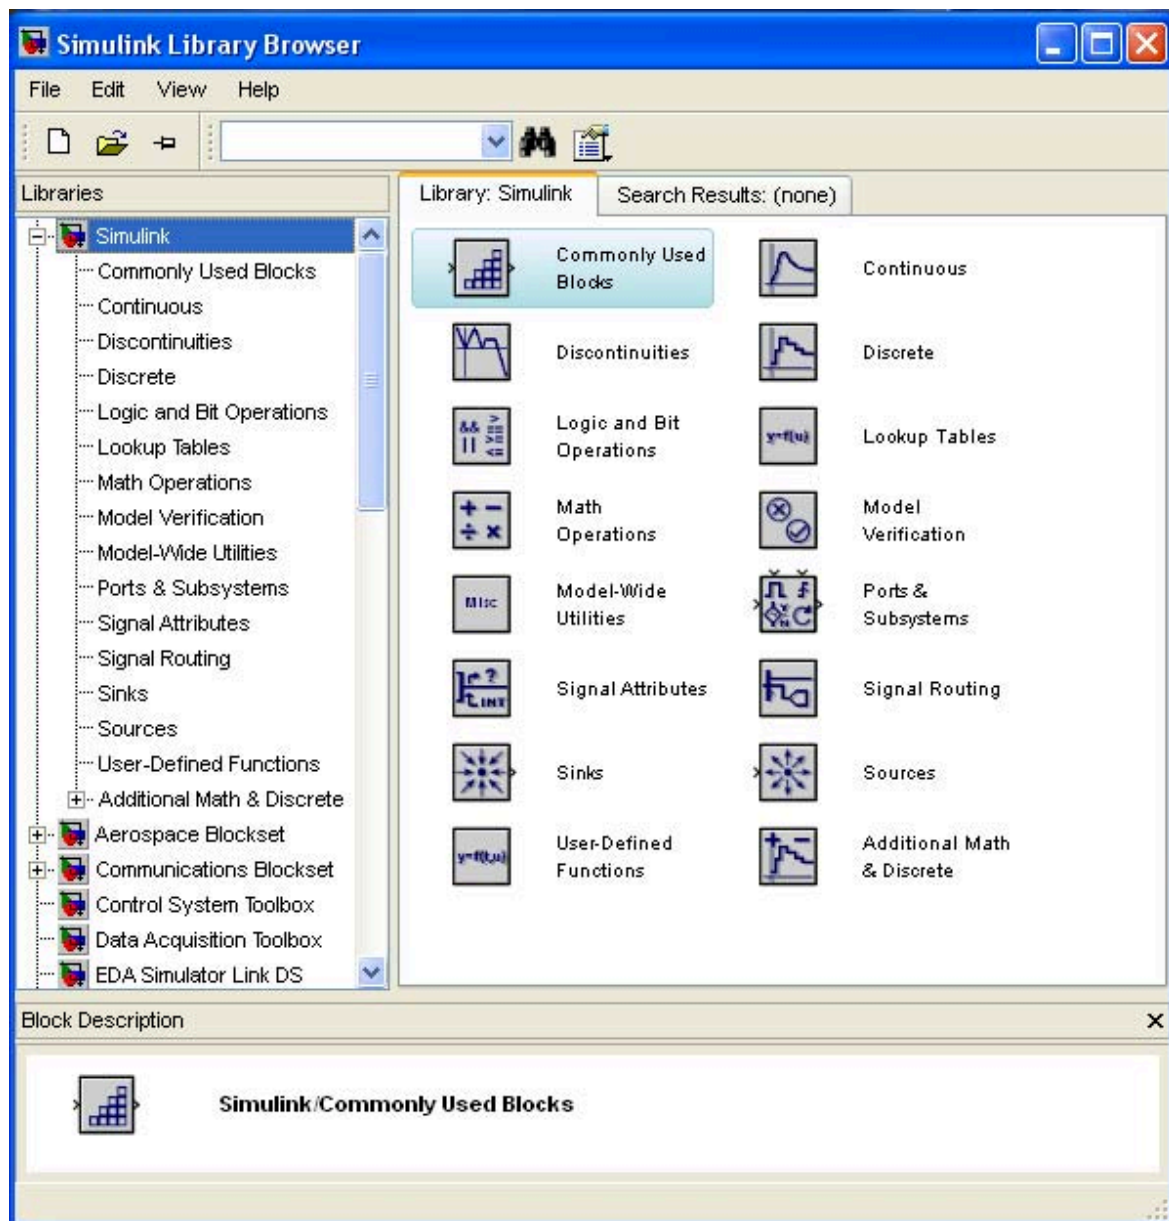 Simulink Library Browser
File Edit View Help
Libraries
Library: Simulink Search Results: (none)
Simulink
Commonly Used Blocks
Continuous
Discontinuities
Discrete
Logic and Bit Operations
Lookup Tables
Math Operations
Model Verification
Model-Wide Utilities
Ports & Subsystems
Signal Attributes
Signal Routing
Sinks
Sources
User-Defined Functions
Additional Math & Discrete
Aerospace Blockset
Communications Blockset
Control System Toolbox
Data Acquisition Toolbox
EDA Simulator Link DS
Commonly Used
Blocks
Continuous
Discontinuities
Discrete
&& >
== 
|| >=
<=
Logic and Bit
Operations
y=f(u)
Lookup Tables
+ −
÷ ×
Math
Operations
Model
Verification
Misc
Model-Wide
Utilities
Ports &
Subsystems
?
INT
Signal Attributes
Signal Routing
Sinks
Sources
y=f(t,u)
User-Defined
Functions
+ −
Additional Math
& Discrete
Block Description
Simulink/Commonly Used Blocks